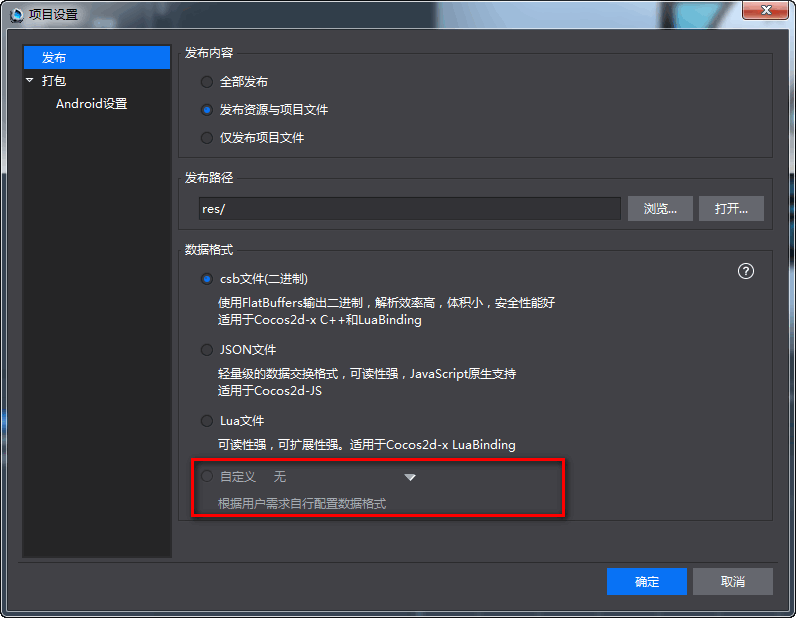 项目设置
发布
打包
Android设置
发布内容
全部发布
发布资源与项目文件
仅发布项目文件
发布路径
res/
浏览...
打开...
数据格式
?
csb文件(二进制)
使用FlatBuffers输出二进制，解析效率高，体积小，安全性能好
适用于Cocos2d-x C++和LuaBinding
JSON文件
轻量级的数据交换格式，可读性强，JavaScript原生支持
适用于Cocos2d-JS
Lua文件
可读性强，可扩展性强。适用于Cocos2d-x LuaBinding
自定义 无
根据用户需求自行配置数据格式
确定
取消